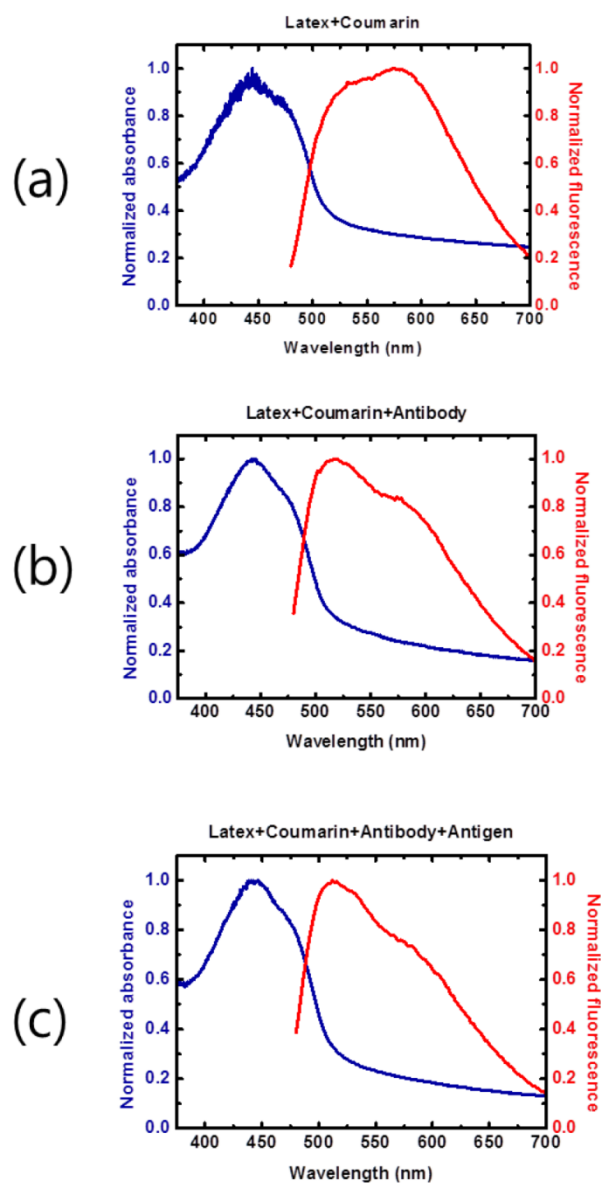 Latex+Coumarin
(a)
Normalized absorbance
1.0
0.8
0.6
0.4
0.2
0.0
1.0
0.8
0.6
0.4
0.2
0.0
Normalized fluorescence
400 450 500 550 600 650 700
Wavelength (nm)
Latex+Coumarin+Antibody
(b)
Normalized absorbance
1.0
0.8
0.6
0.4
0.2
0.0
1.0
0.8
0.6
0.4
0.2
0.0
Normalized fluorescence
400 450 500 550 600 650 700
Wavelength (nm)
Latex+Coumarin+Antibody+Antigen
(c)
Normalized absorbance
1.0
0.8
0.6
0.4
0.2
0.0
1.0
0.8
0.6
0.4
0.2
0.0
Normalized fluorescence
400 450 500 550 600 650 700
Wavelength (nm)